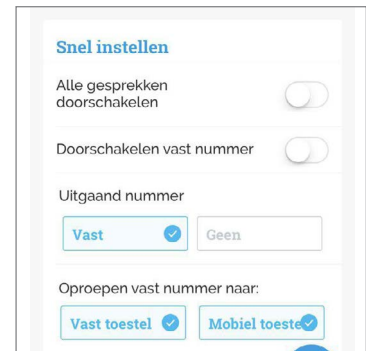 Snel instellen
Alle gesprekken
doorschakelen
Doorschakelen vast nummer
Uitgaand nummer
Vast Geen
Oproepen vast nummer naar:
Vast toestel Mobiel toeste